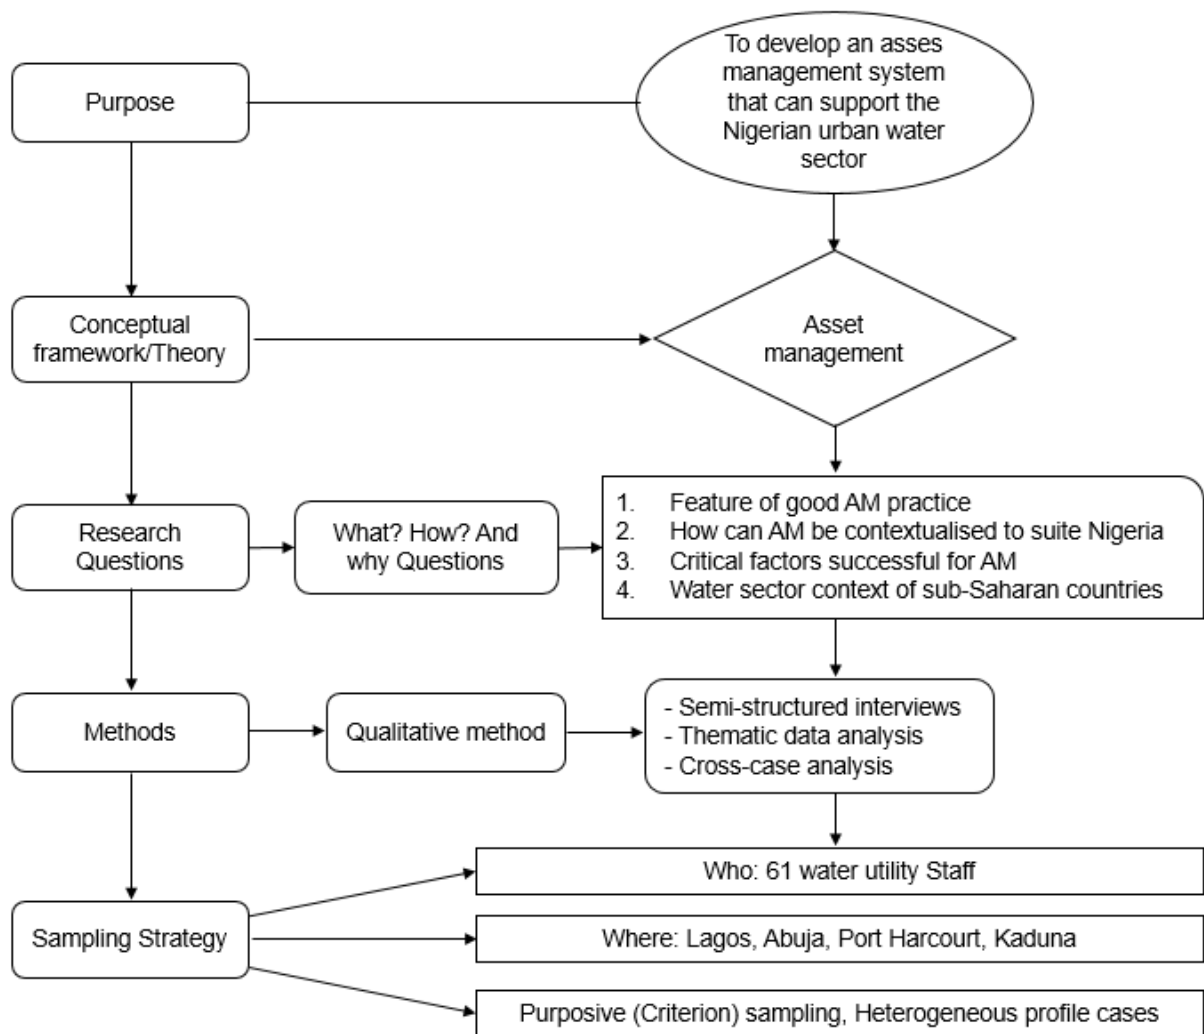 Purpose
To develop an asses
management system
that can support the
Nigerian urban water
sector
Conceptual
framework/Theory
Asset
management
Research
Questions
What? How? And
why Questions
1. Feature of good AM practice
2. How can AM be contextualised to suite Nigeria
3. Critical factors successful for AM
4. Water sector context of sub-Saharan countries
Methods
Qualitative method
- Semi-structured interviews
- Thematic data analysis
- Cross-case analysis
Sampling Strategy
Who: 61 water utility Staff
Where: Lagos, Abuja, Port Harcourt, Kaduna
Purposive (Criterion) sampling, Heterogeneous profile cases